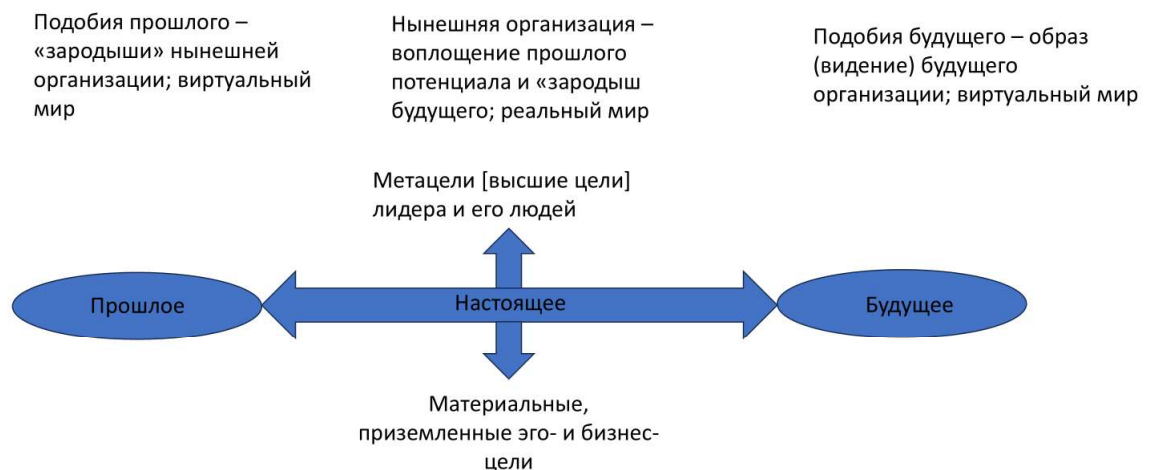 Подобия прошлого –
«зародыши» нынешней
организации; виртуальный
мир
Нынешняя организация –
воплощение прошлого
потенциала и «зародыш
будущего; реальный мир
Подобия будущего – образ
(видение) будущего
организации; виртуальный мир
Метацели [высшие цели]
лидера и его людей
Прошлое
Настоящее
Будущее
Материальные,
приземленные эго- и бизнес-
цели